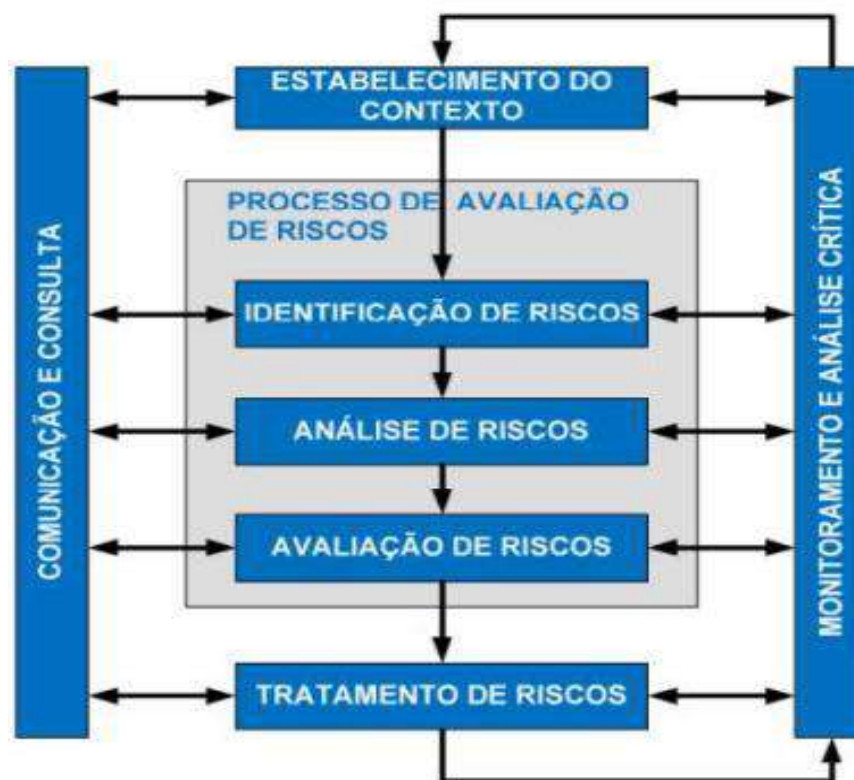 ESTABELECIMENTO DO
CONTEXTO
PROCESSO DE AVALIAÇÃO
DE RISCOS
IDENTIFICAÇÃO DE RISCOS
ANÁLISE DE RISCOS
AVALIAÇÃO DE RISCOS
TRATAMENTO DE RISCOS
COMUNICAÇÃO E CONSULTA
MONITORAMENTO E ANÁLISE CRÍTICA